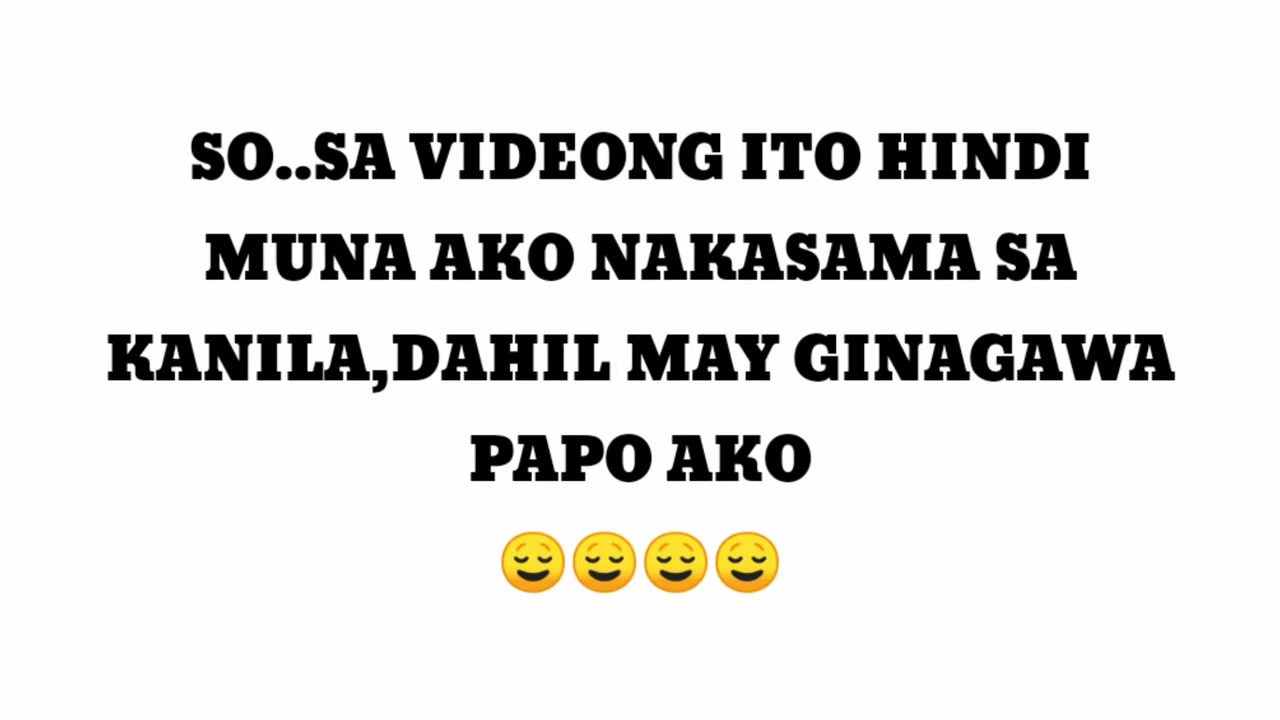 SO..SA VIDEONG ITO HINDI
MUNA AKO NAKASAMA SA
KANILA,DAHIL MAY GINAGAWA
PAPO AKO
😌😌😌😌